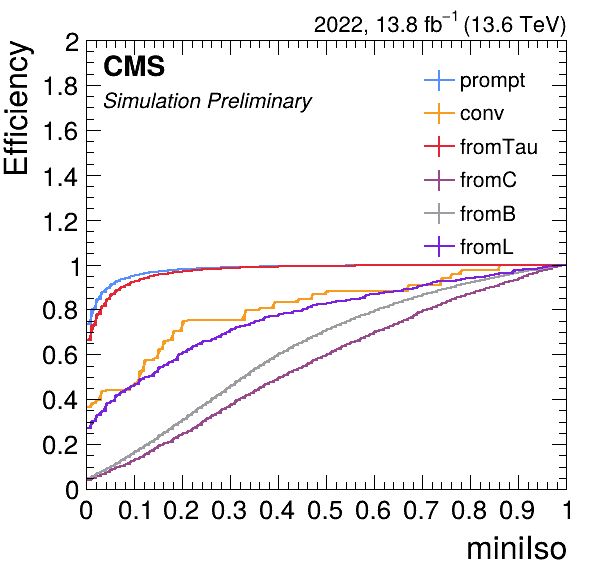 2022, 13.8 fb⁻¹ (13.6 TeV)
Efficiency
CMS
Simulation Preliminary
prompt
conv
fromTau
fromC
fromB
fromL
2
1.8
1.6
1.4
1.2
1
0.8
0.6
0.4
0.2
0
0 0.1 0.2 0.3 0.4 0.5 0.6 0.7 0.8 0.9 1
miniIso